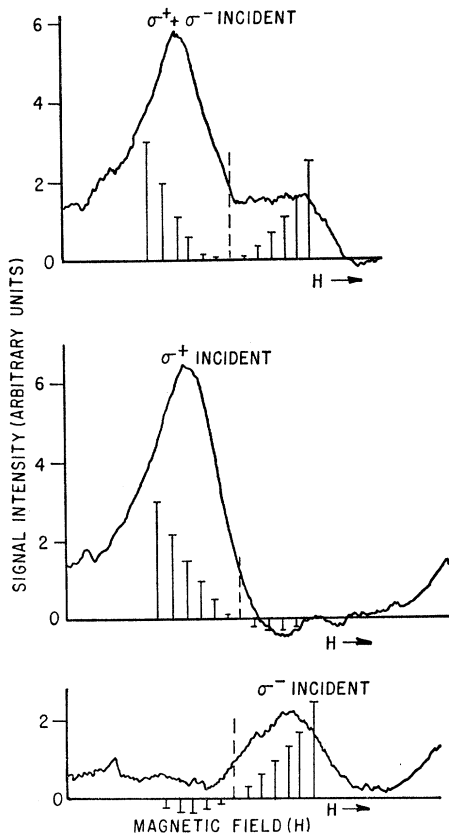 σ⁺+ σ⁻ INCIDENT
6
4
2
0
H →
σ⁺ INCIDENT
6
4
2
0
H →
SIGNAL INTENSITY (ARBITRARY UNITS)
σ⁻ INCIDENT
2
0
H →
MAGNETIC FIELD (H)